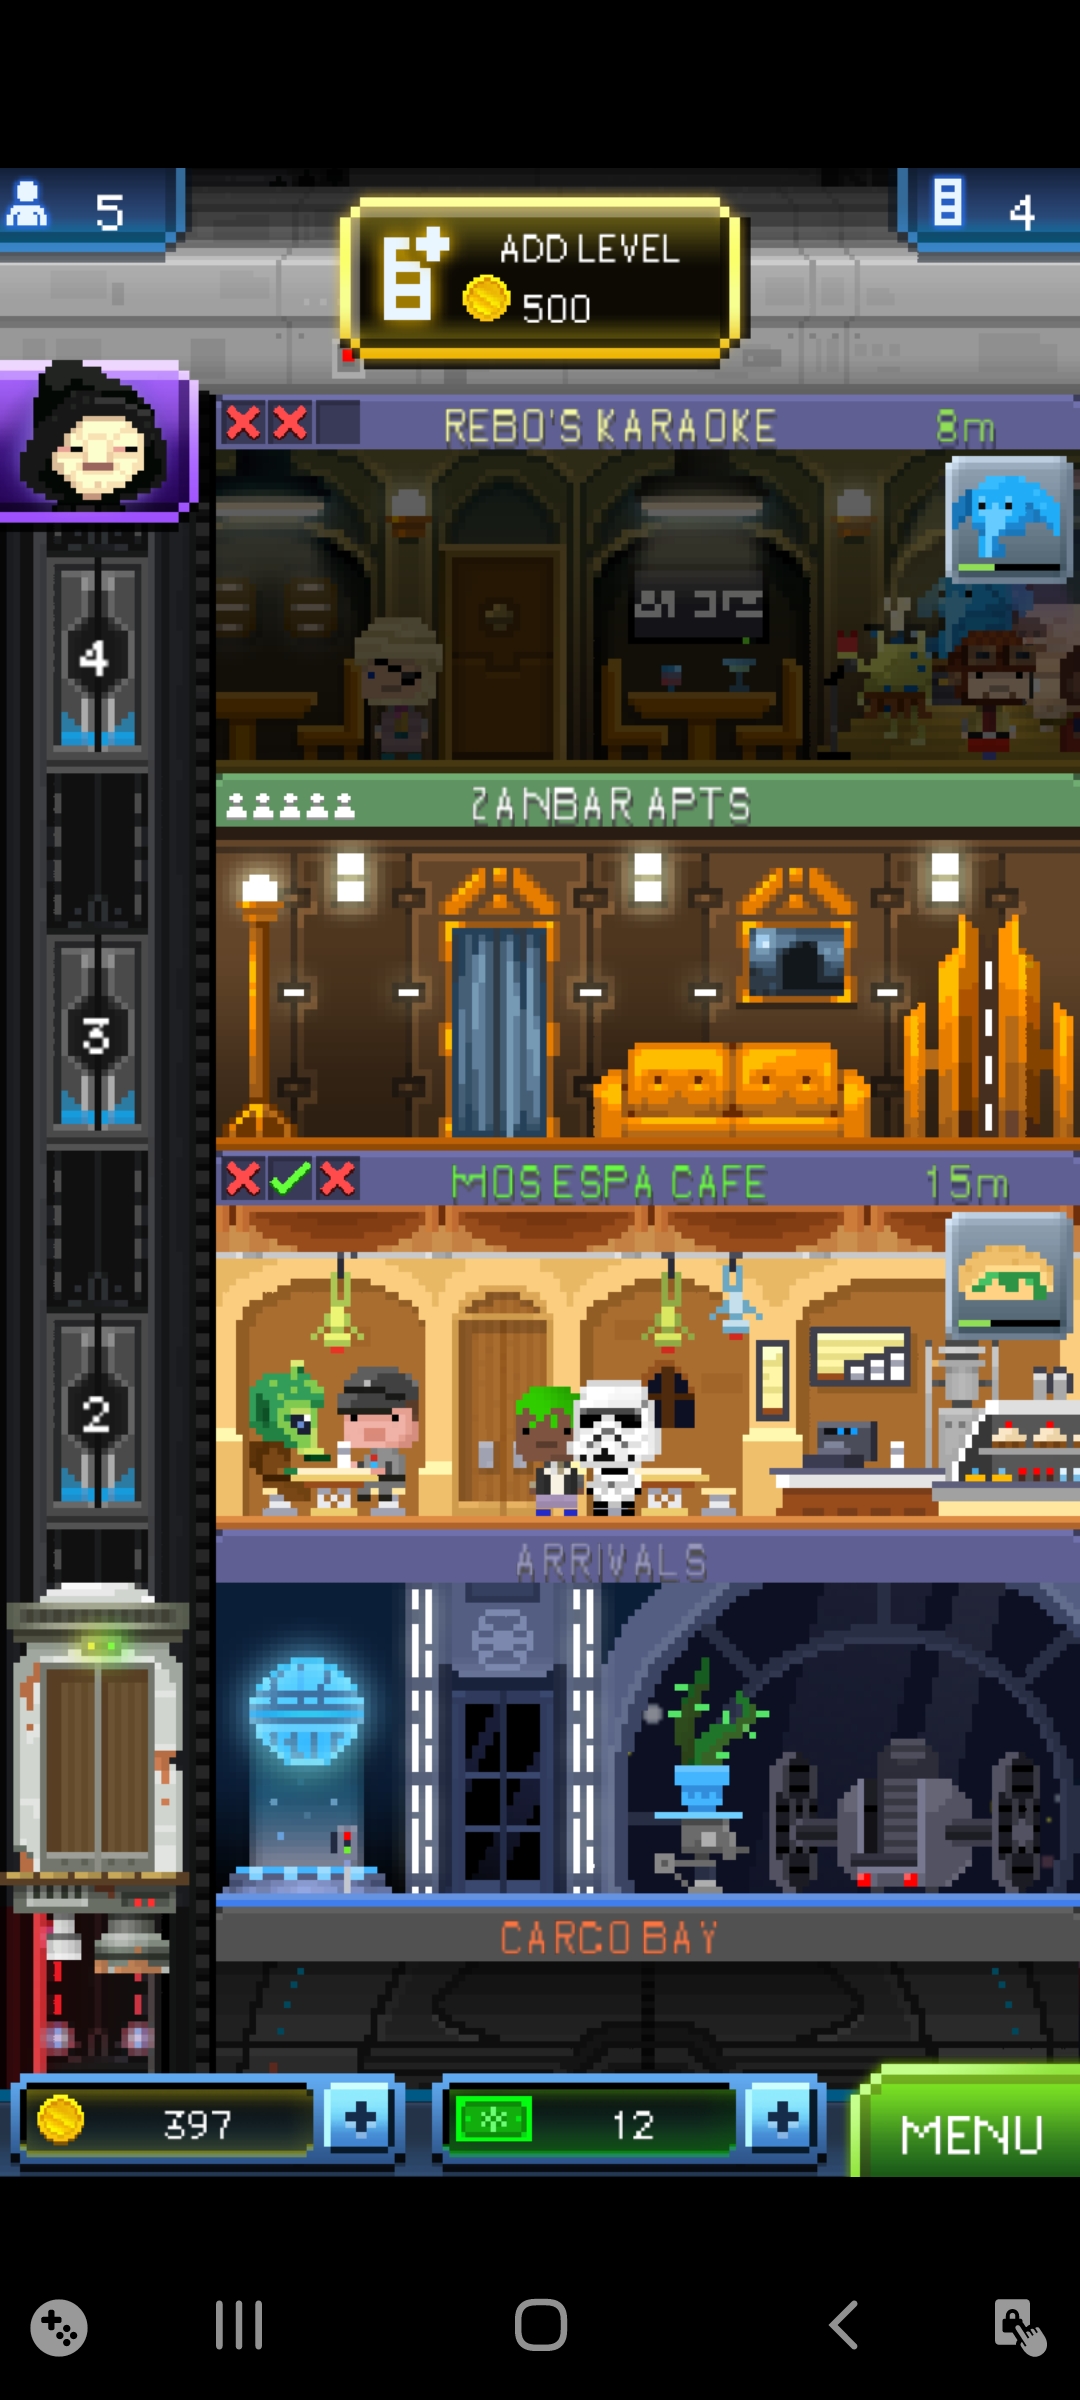 5
ADD LEVEL
500
4
REBO'S KARAOKE 8m
4
ZANBAR APTS
3
MOS ESPA CAFE 15m
2
ARRIVALS
CARGO BAY
397
12
MENU